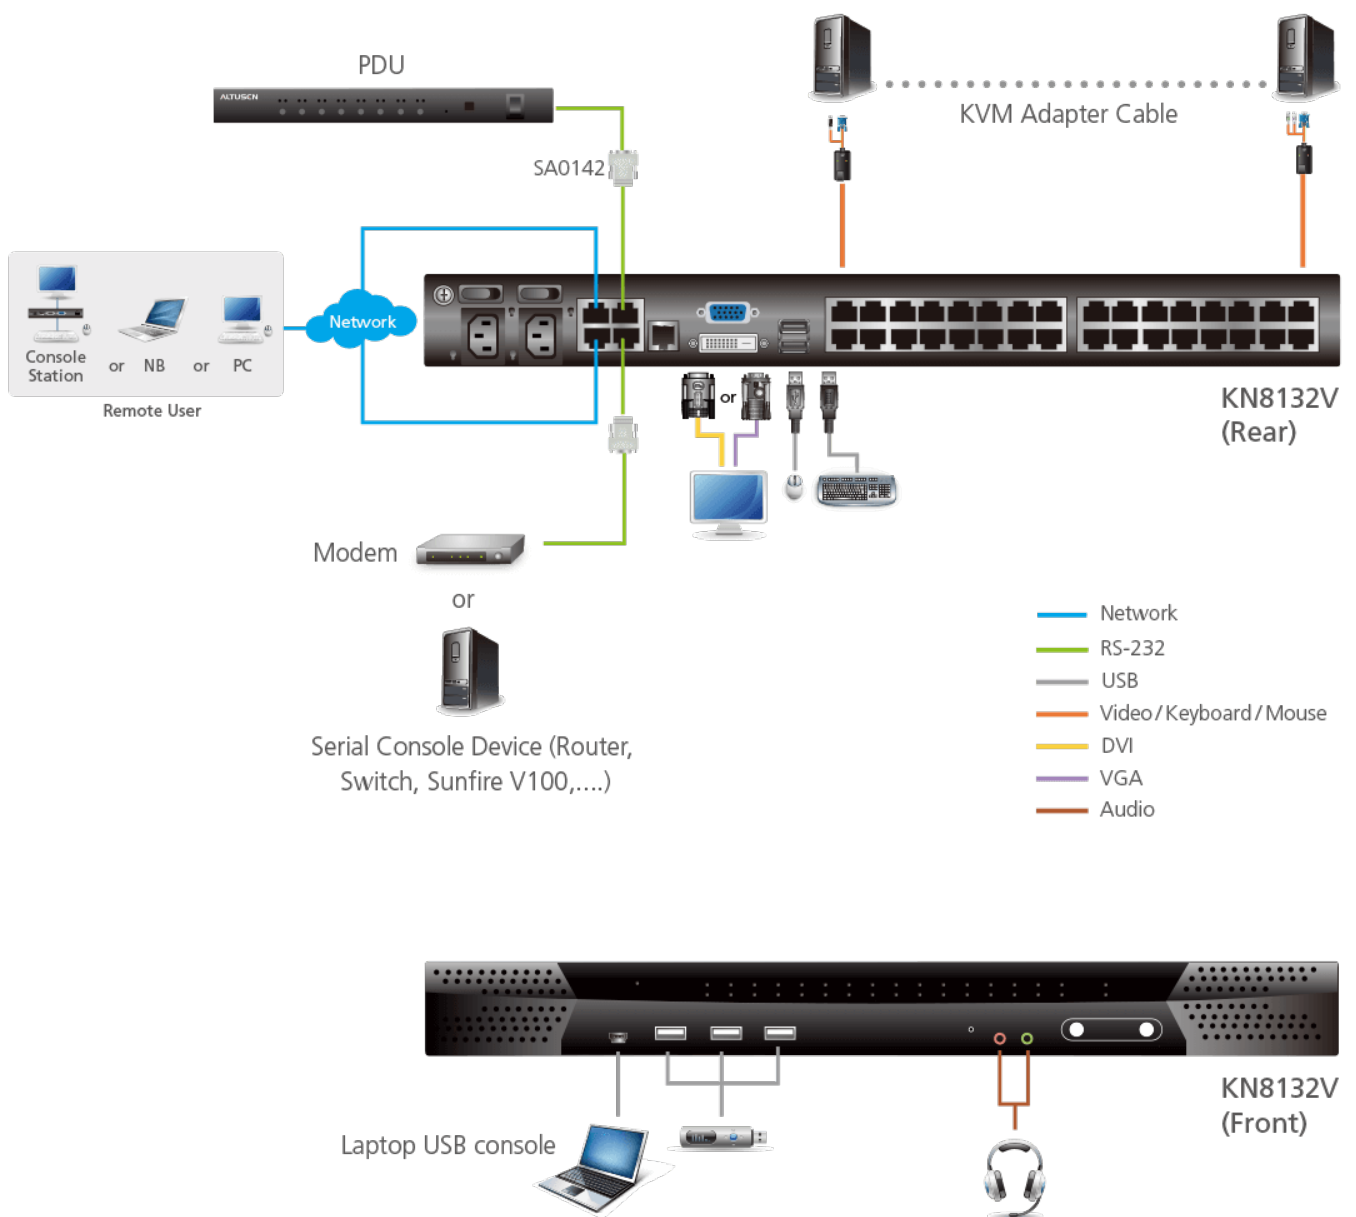 PDU
ALTUSCN
KVM Adapter Cable
SA0142
Network
Console
Station
or
NB
or
PC
Remote User
or
KN8132V
(Rear)
Modem
or
Serial Console Device (Router,
Switch, Sunfire V100,....)
Network
RS-232
USB
Video/Keyboard/Mouse
DVI
VGA
Audio
KN8132V
(Front)
Laptop USB console